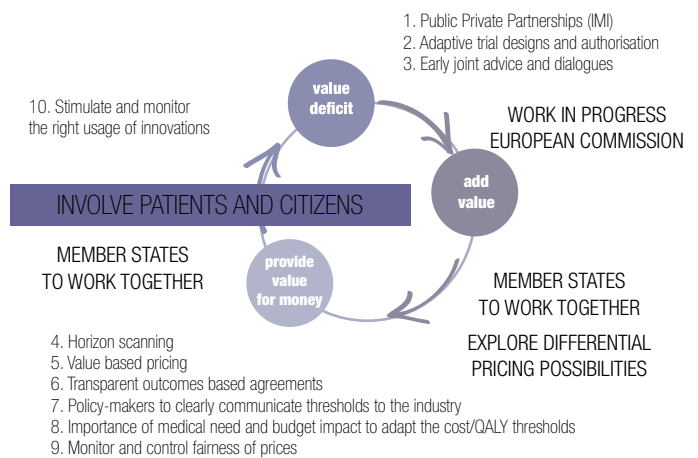 1. Public Private Partnerships (IMI)
2. Adaptive trial designs and authorisation
3. Early joint advice and dialogues
value
deficit
10. Stimulate and monitor
the right usage of innovations
WORK IN PROGRESS
EUROPEAN COMMISSION
add
value
INVOLVE PATIENTS AND CITIZENS
MEMBER STATES
TO WORK TOGETHER
provide
value
for money
MEMBER STATES
TO WORK TOGETHER
EXPLORE DIFFERENTIAL
PRICING POSSIBILITIES
4. Horizon scanning
5. Value based pricing
6. Transparent outcomes based agreements
7. Policy-makers to clearly communicate thresholds to the industry
8. Importance of medical need and budget impact to adapt the cost/QALY thresholds
9. Monitor and control fairness of prices